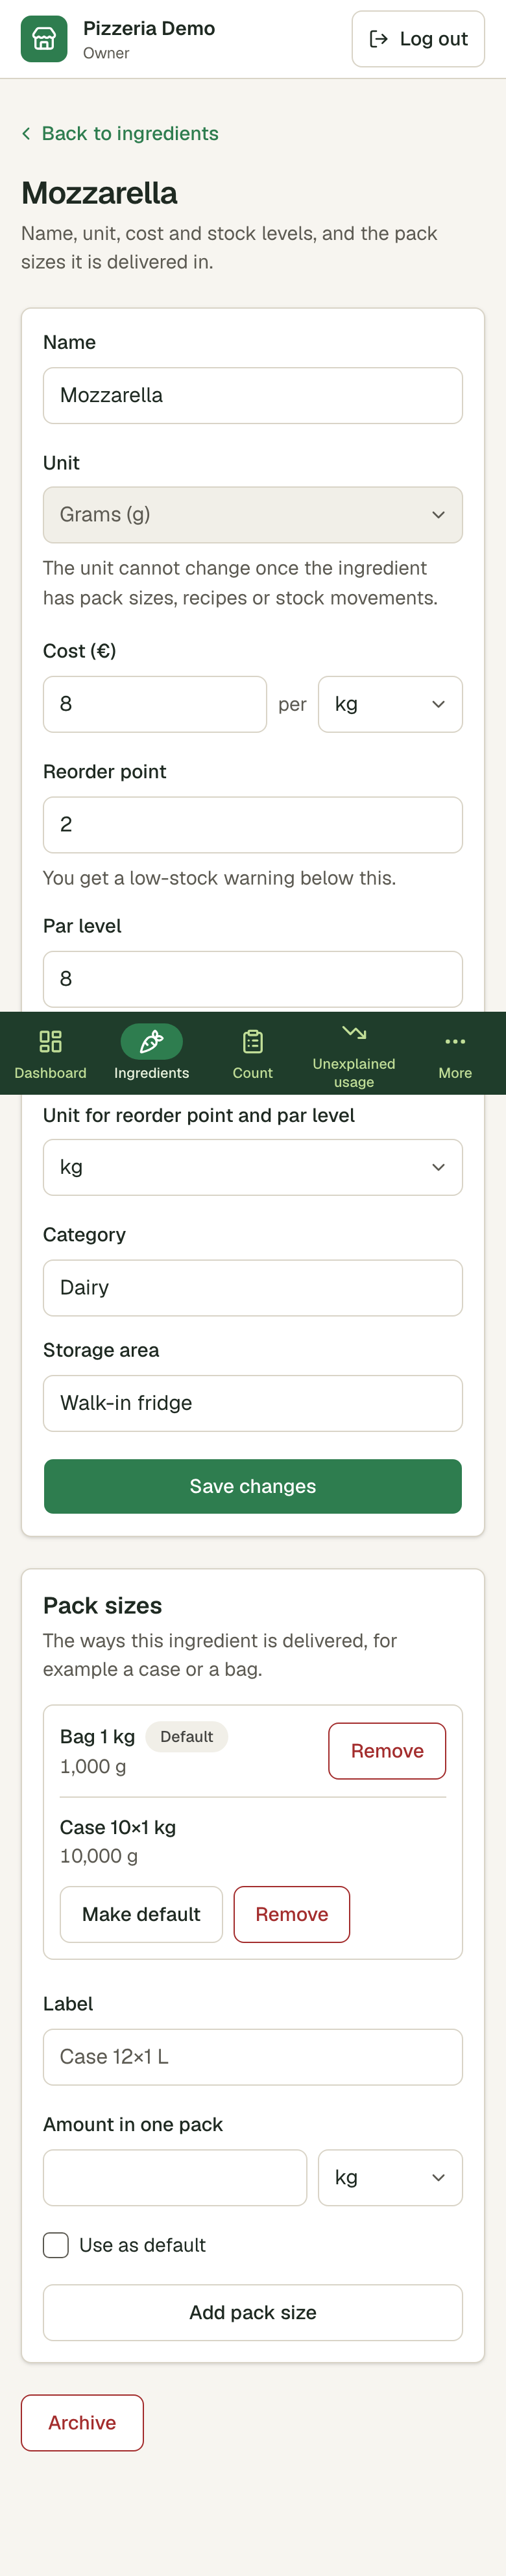 Pizzeria Demo
Owner
Log out
Back to ingredients
Mozzarella
Name, unit, cost and stock levels, and the pack
sizes it is delivered in.
Name
Mozzarella
Unit
Grams (g)
The unit cannot change once the ingredient
has pack sizes, recipes or stock movements.
Cost (€)
8
per
kg
Reorder point
2
You get a low-stock warning below this.
Par level
8
Dashboard
Ingredients
Count
Unexplained
usage
More
Unit for reorder point and par level
kg
Category
Dairy
Storage area
Walk-in fridge
Save changes
Pack sizes
The ways this ingredient is delivered, for
example a case or a bag.
Bag 1 kg
Default
1,000 g
Remove
Case 10×1 kg
10,000 g
Make default
Remove
Label
Case 12×1 L
Amount in one pack
kg
Use as default
Add pack size
Archive